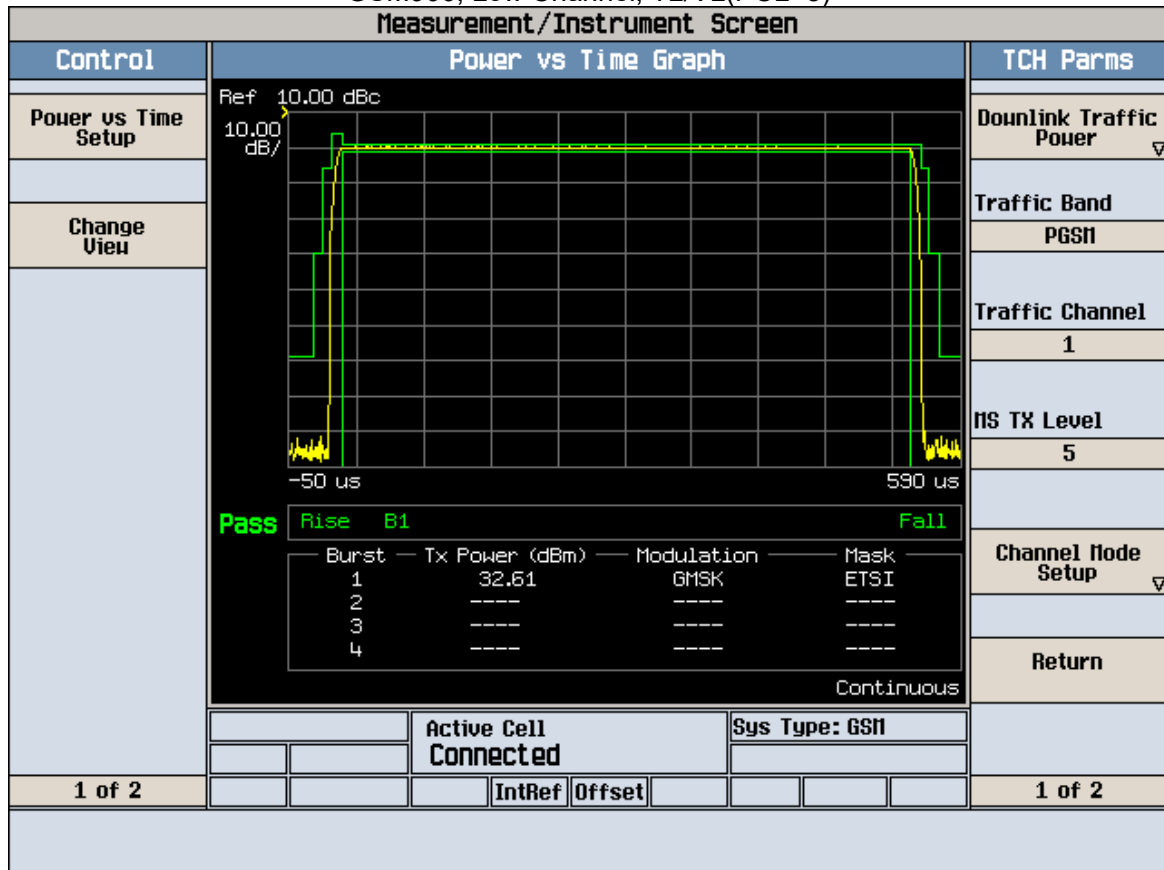 Measurement/Instrument Screen
Control
Power vs Time Graph
TCH Parms
Power vs Time
Setup
Change
View
1 of 2
Ref 10.00 dBc
10.00
dB/
-50 us
590 us
Pass
Rise B1
Fall
Burst Tx Power (dBm) Modulation Mask
1 32.61 GMSK ETSI
2 ---- ---- ----
3 ---- ---- ----
4 ---- ---- ----
Continuous
Active Cell
Connected
Sys Type: GSM
IntRef Offset
Downlink Traffic
Power
Traffic Band
PGSM
Traffic Channel
1
MS TX Level
5
Channel Mode
Setup
Return
1 of 2